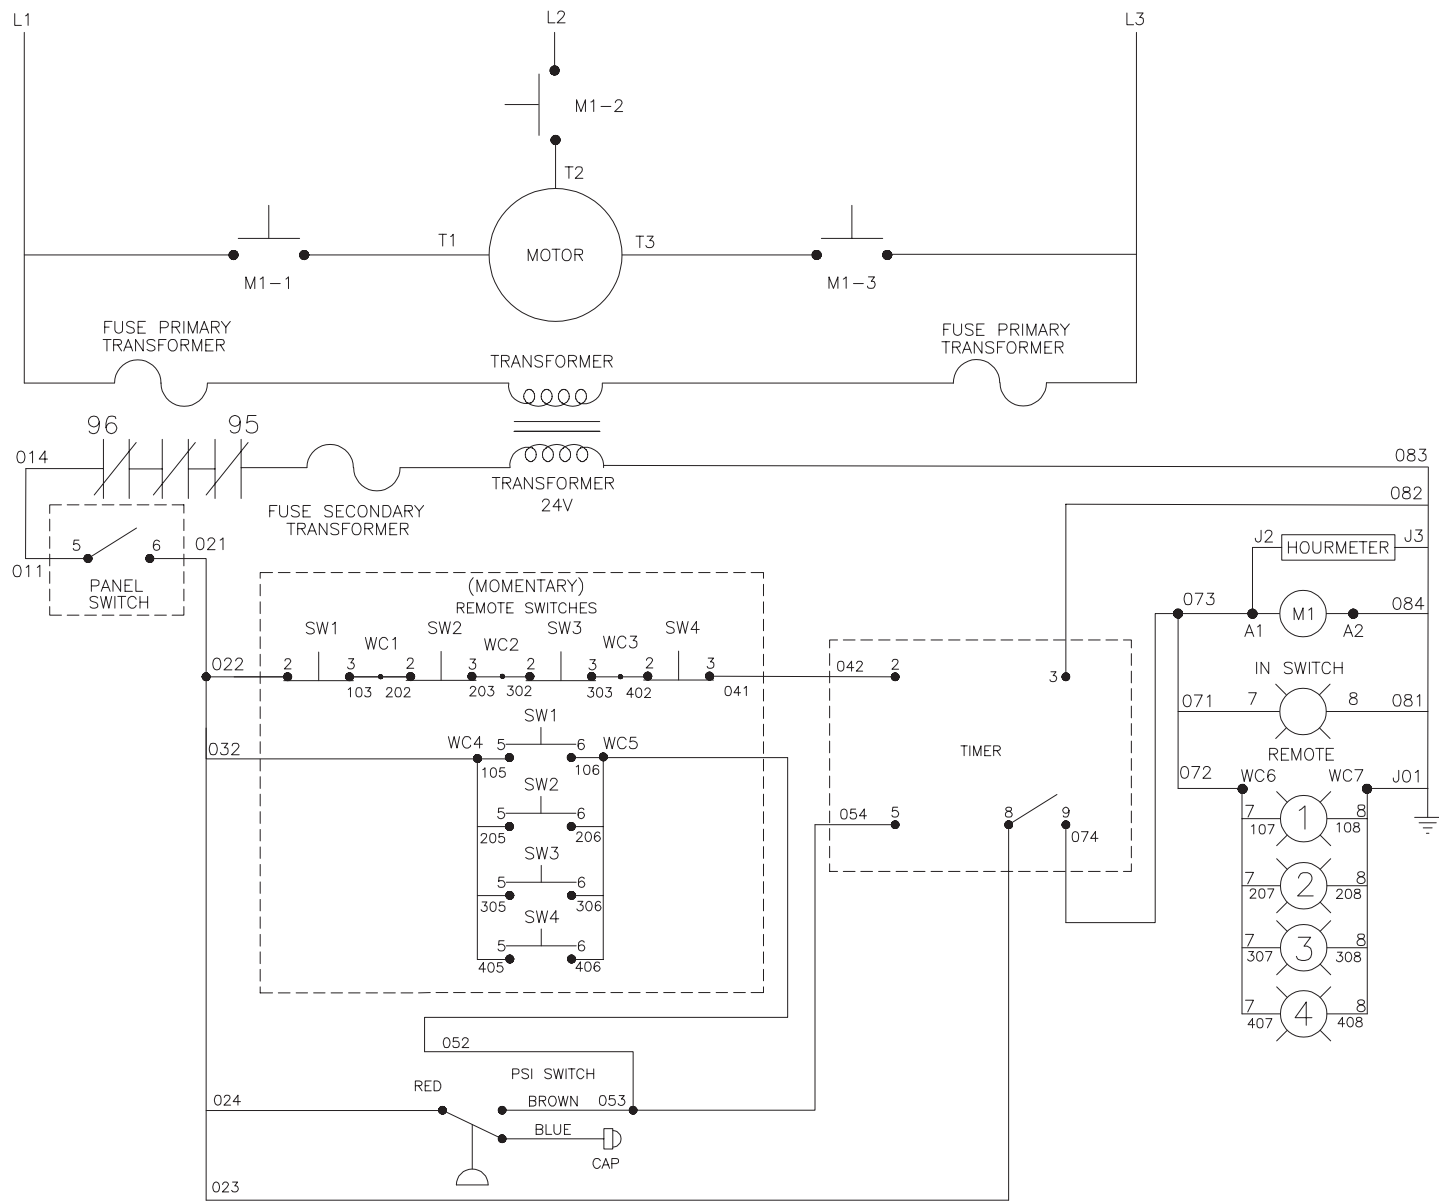 L1
L2
L3
M1-2
T2
T1
MOTOR
T3
M1-1
M1-3
FUSE PRIMARY
TRANSFORMER
TRANSFORMER
FUSE PRIMARY
TRANSFORMER
96
95
014
083
TRANSFORMER
24V
FUSE SECONDARY
TRANSFORMER
082
5
6
021
011
PANEL
SWITCH
J2
HOURMETER
J3
(MOMENTARY)
REMOTE SWITCHES
073
M1
084
A1
A2
SW1
WC1
SW2
WC2
SW3
WC3
SW4
022
2
3
2
3
2
3
2
3
042
2
3
103
202
203
302
303
402
041
IN SWITCH
071
7
8
081
SW1
032
WC4
5
6
WC5
105
106
TIMER
REMOTE
072
WC6
WC7
J01
SW2
5
6
205
206
054
5
8
9
074
7
1
8
107
108
SW3
5
6
305
306
7
2
8
207
208
SW4
5
6
405
406
7
3
8
307
308
7
4
8
407
408
052
PSI SWITCH
RED
024
BROWN
053
BLUE
CAP
023